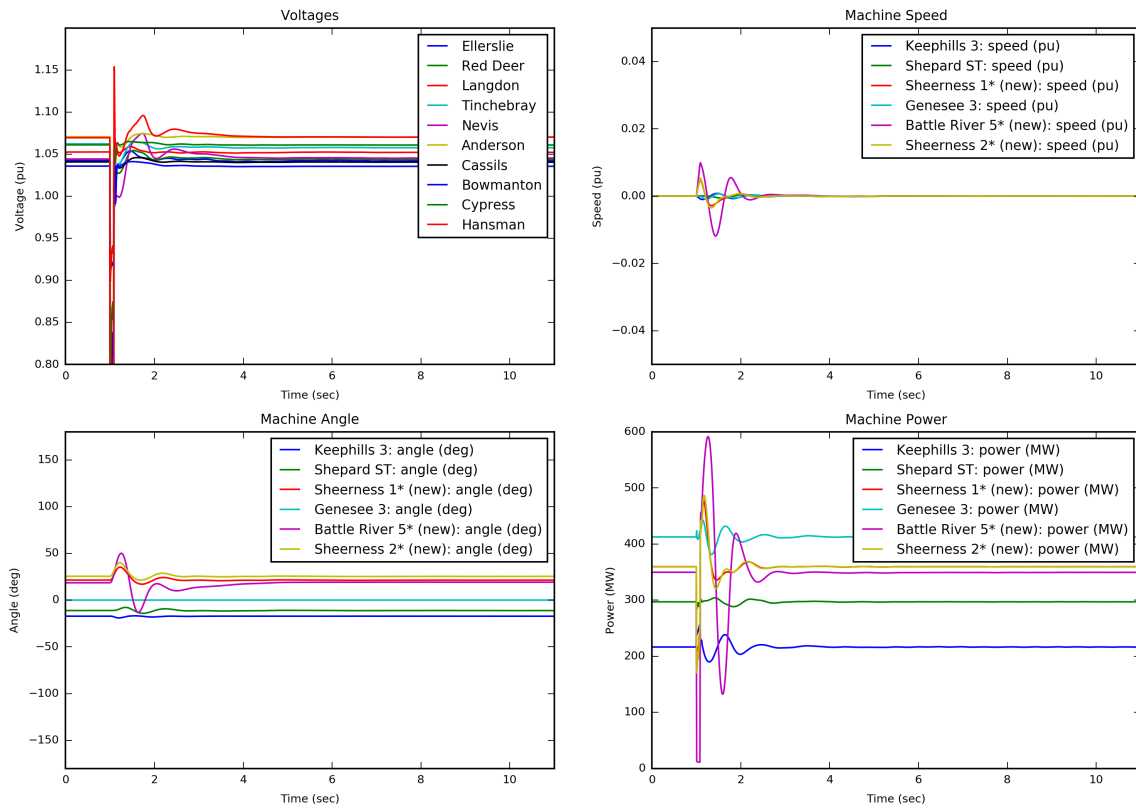 Voltages
1.15
1.10
1.05
1.00
0.95
0.90
0.85
0.80
Voltage (pu)
Ellerslie
Red Deer
Langdon
Tinchebray
Nevis
Anderson
Cassils
Bowmanton
Cypress
Hansman
0 2 4 6 8 10
Time (sec)
Machine Speed
0.04
0.02
0.00
−0.02
−0.04
Speed (pu)
Keephills 3: speed (pu)
Shepard ST: speed (pu)
Sheerness 1* (new): speed (pu)
Genesee 3: speed (pu)
Battle River 5* (new): speed (pu)
Sheerness 2* (new): speed (pu)
0 2 4 6 8 10
Time (sec)
Machine Angle
150
100
50
0
−50
−100
−150
Angle (deg)
Keephills 3: angle (deg)
Shepard ST: angle (deg)
Sheerness 1* (new): angle (deg)
Genesee 3: angle (deg)
Battle River 5* (new): angle (deg)
Sheerness 2* (new): angle (deg)
0 2 4 6 8 10
Time (sec)
Machine Power
600
500
400
300
200
100
0
Power (MW)
Keephills 3: power (MW)
Shepard ST: power (MW)
Sheerness 1* (new): power (MW)
Genesee 3: power (MW)
Battle River 5* (new): power (MW)
Sheerness 2* (new): power (MW)
0 2 4 6 8 10
Time (sec)